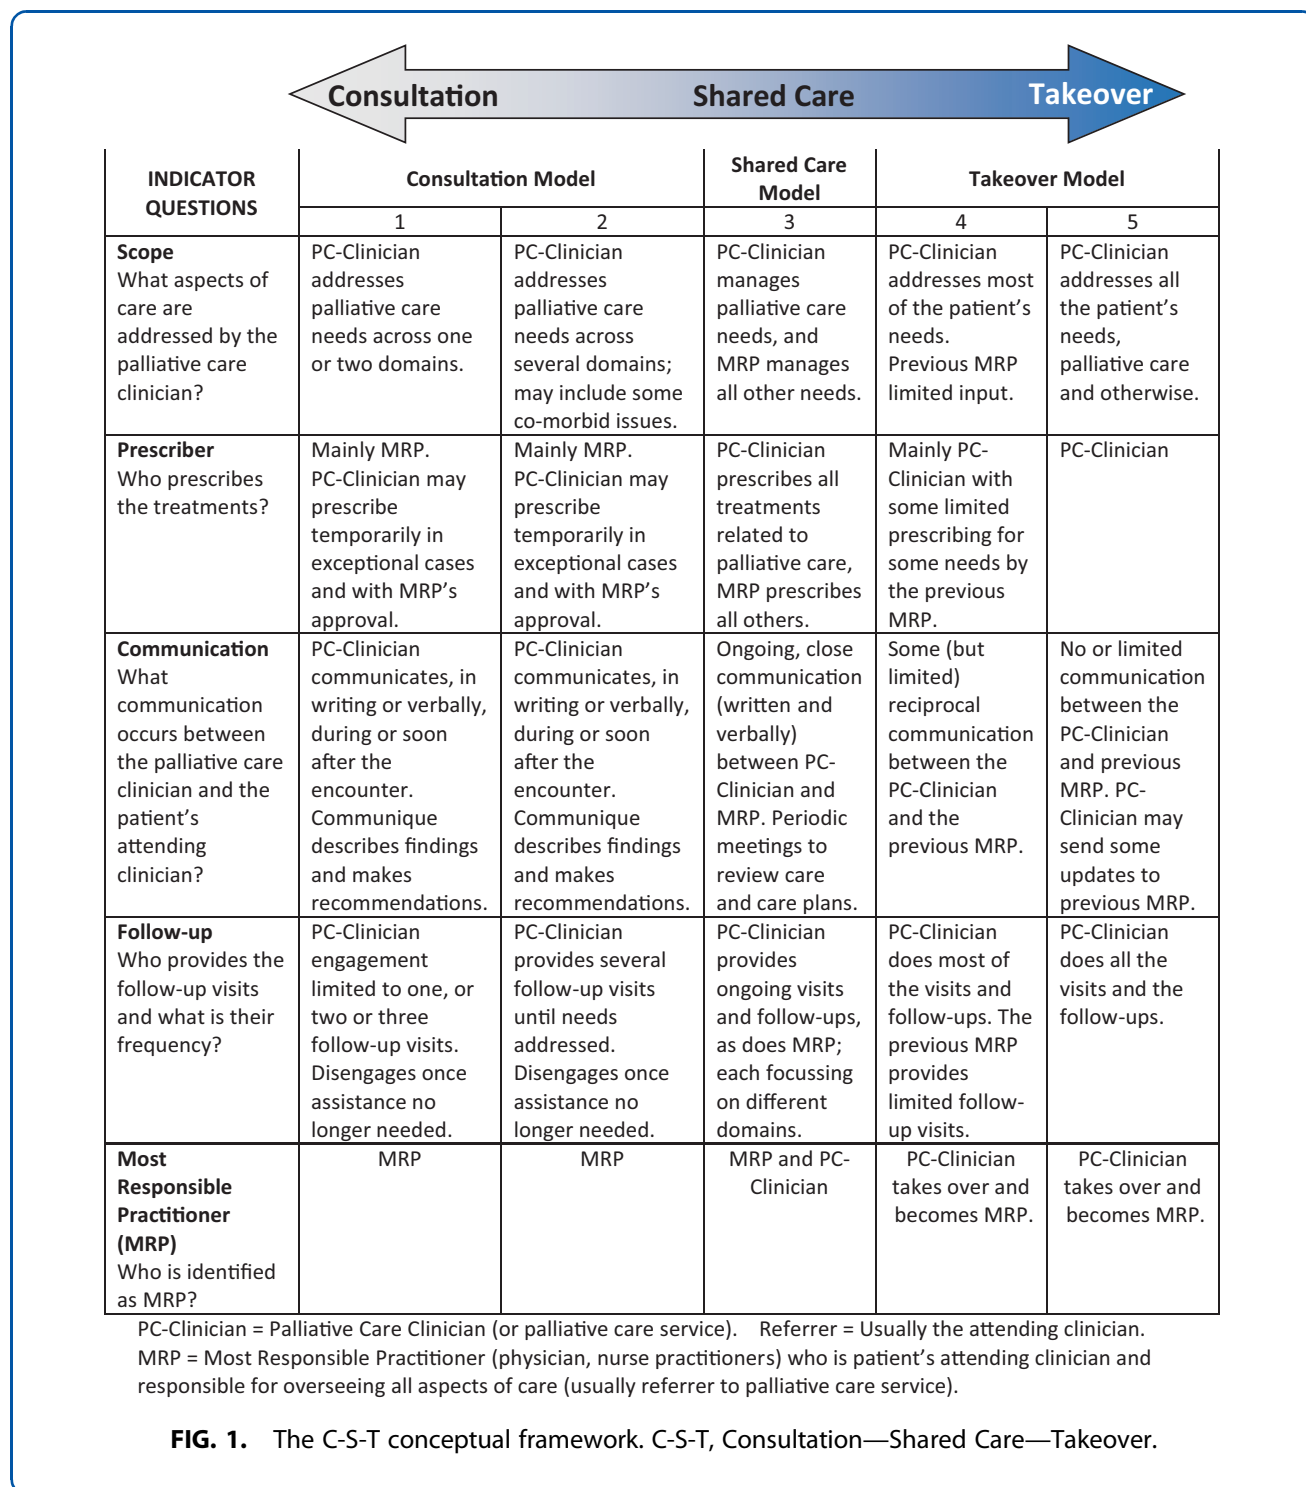 Consultation Shared Care Takeover
INDICATOR
QUESTIONS
Consultation Model
Shared Care
Model
Takeover Model
1 2 3 4 5
Scope
What aspects of
care are
addressed by the
palliative care
clinician?
PC-Clinician
addresses
palliative care
needs across one
or two domains.
PC-Clinician
addresses
palliative care
needs across
several domains;
may include some
co-morbid issues.
PC-Clinician
manages
palliative care
needs, and
MRP manages
all other needs.
PC-Clinician
addresses most
of the patient’s
needs.
Previous MRP
limited input.
PC-Clinician
addresses all
the patient’s
needs,
palliative care
and otherwise.
Prescriber
Who prescribes
the treatments?
Mainly MRP.
PC-Clinician may
prescribe
temporarily in
exceptional cases
and with MRP’s
approval.
Mainly MRP.
PC-Clinician may
prescribe
temporarily in
exceptional cases
and with MRP’s
approval.
PC-Clinician
prescribes all
treatments
related to
palliative care,
MRP prescribes
all others.
Mainly PC-
Clinician with
some limited
prescribing for
some needs by
the previous
MRP.
PC-Clinician
Communication
What
communication
occurs between
the palliative care
clinician and the
patient’s
attending
clinician?
PC-Clinician
communicates, in
writing or verbally,
during or soon
after the
encounter.
Communique
describes findings
and makes
recommendations.
PC-Clinician
communicates, in
writing or verbally,
during or soon
after the
encounter.
Communique
describes findings
and makes
recommendations.
Ongoing, close
communication
(written and
verbally)
between PC-
Clinician and
MRP. Periodic
meetings to
review care
and care plans.
Some (but
limited)
reciprocal
communication
between the
PC-Clinician
and the
previous MRP.
No or limited
communication
between the
PC-Clinician
and previous
MRP. PC-
Clinician may
send some
updates to
previous MRP.
Follow-up
Who provides the
follow-up visits
and what is their
frequency?
PC-Clinician
engagement
limited to one, or
two or three
follow-up visits.
Disengages once
assistance no
longer needed.
PC-Clinician
provides several
follow-up visits
until needs
addressed.
Disengages once
assistance no
longer needed.
PC-Clinician
provides
ongoing visits
and follow-ups,
as does MRP;
each focussing
on different
domains.
PC-Clinician
does most of
the visits and
follow-ups. The
previous MRP
provides
limited follow-
up visits.
PC-Clinician
does all the
visits and the
follow-ups.
Most
Responsible
Practitioner
(MRP)
Who is identified
as MRP?
MRP
MRP
MRP and PC-
Clinician
PC-Clinician
takes over and
becomes MRP.
PC-Clinician
takes over and
becomes MRP.
PC-Clinician = Palliative Care Clinician (or palliative care service). Referrer = Usually the attending clinician.
MRP = Most Responsible Practitioner (physician, nurse practitioners) who is patient’s attending clinician and
responsible for overseeing all aspects of care (usually referrer to palliative care service).
FIG. 1. The C-S-T conceptual framework. C-S-T, Consultation—Shared Care—Takeover.